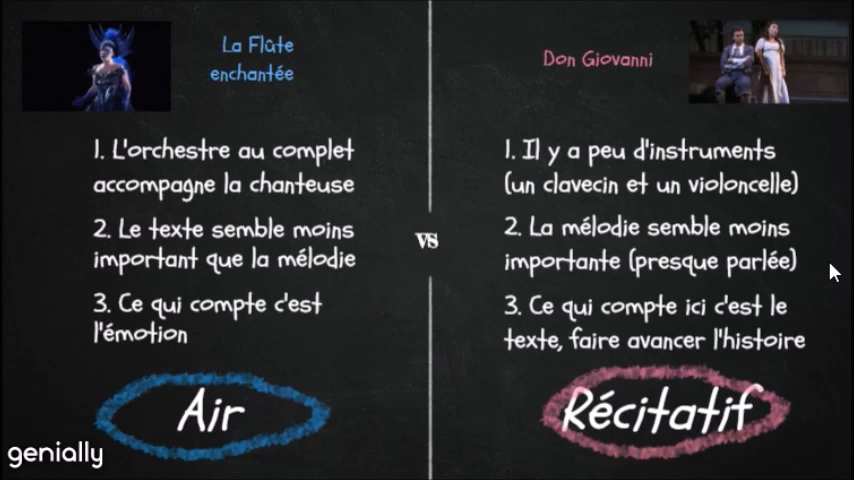 La Flûte
enchantée
1. L'orchestre au complet
accompagne la chanteuse
2. Le texte semble moins
important que la mélodie
3. Ce qui compte c'est
l'émotion
Air
vs
Don Giovanni
1. Il y a peu d'instruments
(un clavecin et un violoncelle)
2. La mélodie semble moins
importante (presque parlée)
3. Ce qui compte ici c'est le
texte, faire avancer l'histoire
Récitatif
genially